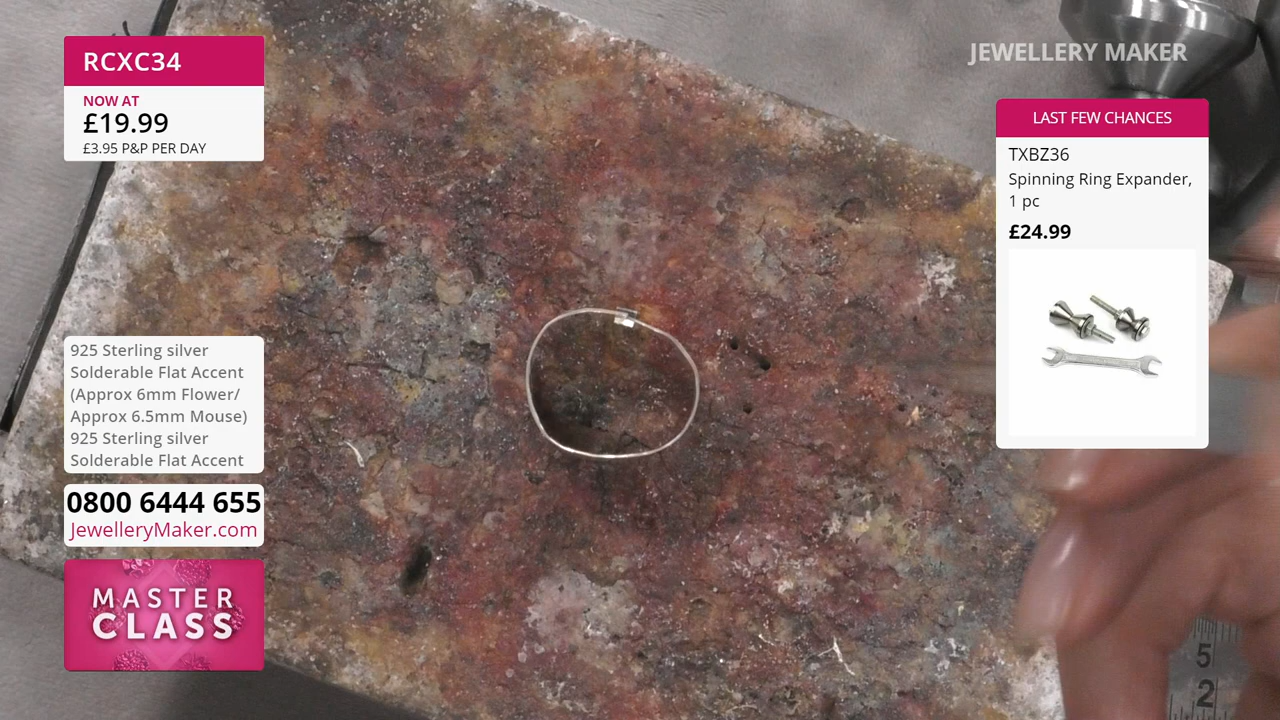 RCXC34
NOW AT
£19.99
£3.95 P&P PER DAY
925 Sterling silver
Solderable Flat Accent
(Approx 6mm Flower/
Approx 6.5mm Mouse)
925 Sterling silver
Solderable Flat Accent
0800 6444 655
JewelleryMaker.com
MASTER
CLASS
JEWELLERY MAKER
LAST FEW CHANCES
TXBZ36
Spinning Ring Expander,
1 pc
£24.99
5
2